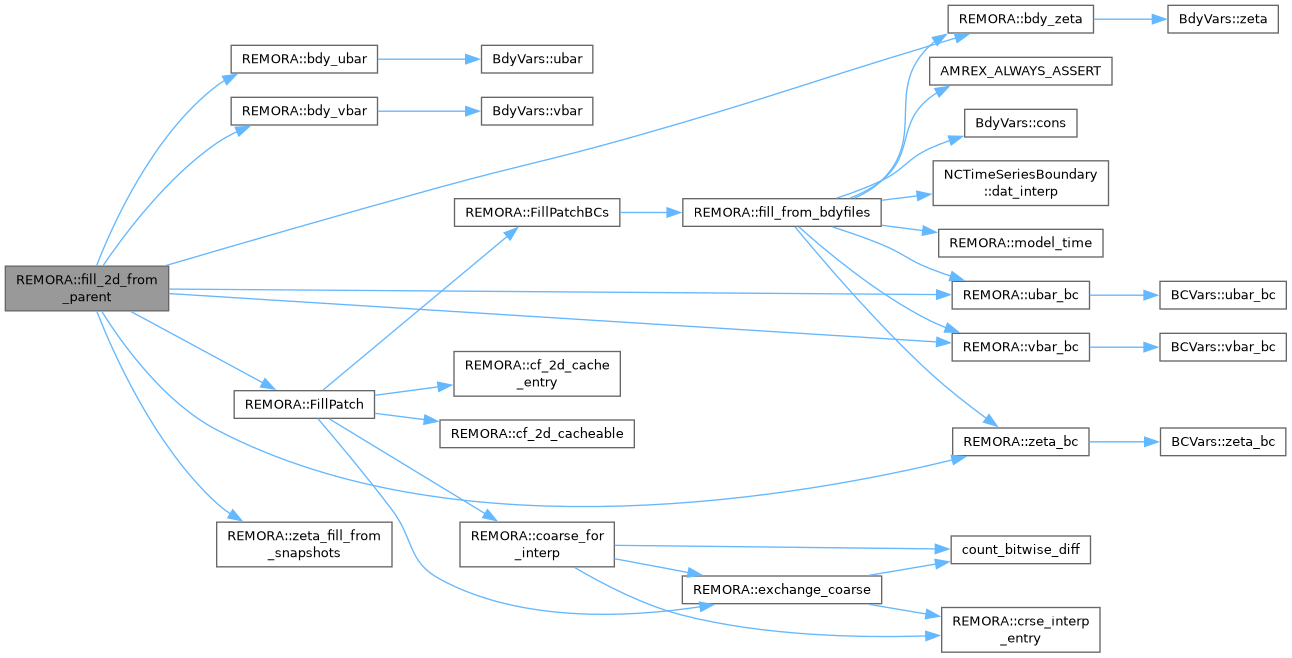 REMORA::fill_2d_from
_parent
REMORA::bdy_ubar
BdyVars::ubar
REMORA::bdy_vbar
BdyVars::vbar
REMORA::bdy_zeta
BdyVars::zeta
AMREX_ALWAYS_ASSERT
BdyVars::cons
NCTimeSeriesBoundary
::dat_interp
REMORA::FillPatchBCs
REMORA::fill_from_bdyfiles
REMORA::model_time
REMORA::ubar_bc
BCVars::ubar_bc
REMORA::vbar_bc
BCVars::vbar_bc
REMORA::cf_2d_cache
_entry
REMORA::FillPatch
REMORA::cf_2d_cacheable
REMORA::zeta_bc
BCVars::zeta_bc
REMORA::zeta_fill_from
_snapshots
REMORA::coarse_for
_interp
count_bitwise_diff
REMORA::exchange_coarse
REMORA::crse_interp
_entry